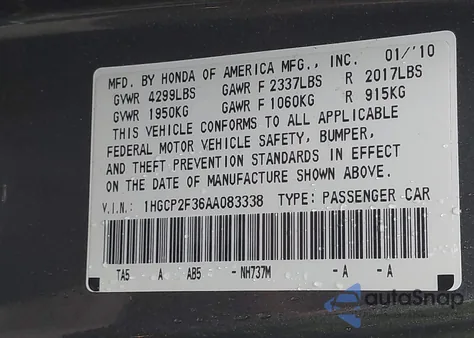 MFD. BY HONDA OF AMERICA MFG., INC. 01/'10
GVWR 4299LBS GAWR F 2337LBS R 2017LBS
GVWR 1950KG GAWR F 1060KG R 915KG
THIS VEHICLE CONFORMS TO ALL APPLICABLE
FEDERAL MOTOR VEHICLE SAFETY, BUMPER,
AND THEFT PREVENTION STANDARDS IN EFFECT
ON THE DATE OF MANUFACTURE SHOWN ABOVE.
V.I.N.: 1HGCP2F36AA083338 TYPE: PASSENGER CAR
TA5 A AB5 - NH737M - A - A
autoSnap